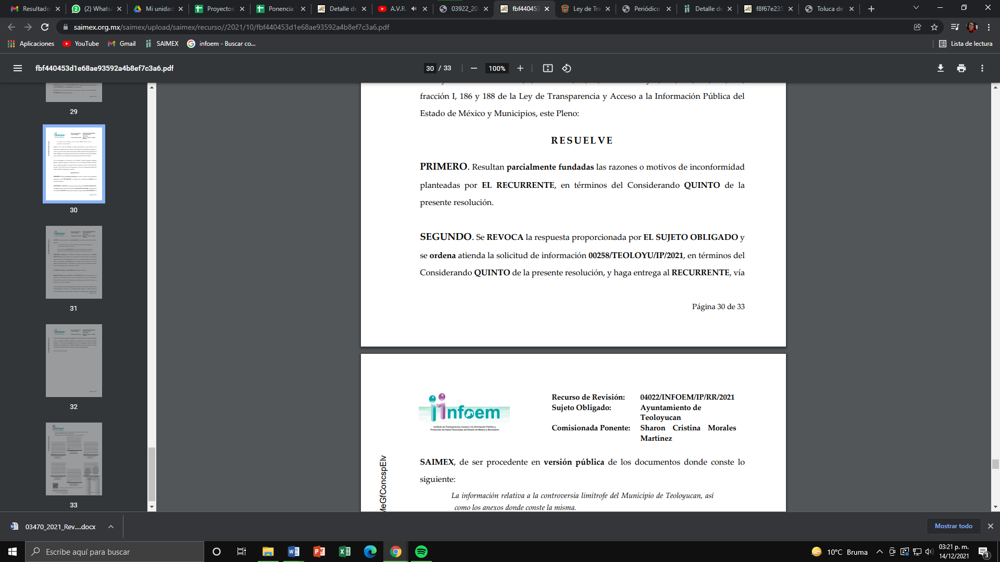 Resultado
(2) Whats
Mi unidad
Proyectos
Ponencia
Detalle de
A.V.R.
03922_20
fbf440453
Ley de Tra
Periódico
Detalle de
f8f67e235
Toluca de
saimex.org.mx/saimex/upload/saimex/recurso//2021/10/fbf440453d1e68ae93592a4b8ef7c3a6.pdf
Aplicaciones
YouTube
Gmail
SAIMEX
infoem - Buscar co...
Lista de lectura
fbf440453d1e68ae93592a4b8ef7c3a6.pdf
30 / 33
100%
29
30
31
32
33
fracción I, 186 y 188 de la Ley de Transparencia y Acceso a la Información Pública del
Estado de México y Municipios, este Pleno:
RESUELVE
PRIMERO. Resultan parcialmente fundadas las razones o motivos de inconformidad
planteadas por EL RECURRENTE, en términos del Considerando QUINTO de la
presente resolución.
SEGUNDO. Se REVOCA la respuesta proporcionada por EL SUJETO OBLIGADO y
se ordena atienda la solicitud de información 00258/TEOLOYU/IP/2021, en términos del
Considerando QUINTO de la presente resolución, y haga entrega al RECURRENTE, vía
Página 30 de 33
infoem
Instituto de Transparencia, Acceso a la Información Pública y
Protección de Datos Personales del Estado de México y Municipios
Recurso de Revisión: 04022/INFOEM/IP/RR/2021
Sujeto Obligado: Ayuntamiento de
Teoloyucan
Comisionada Ponente: Sharon Cristina Morales
Martínez
MeGfConcspElv
SAIMEX, de ser procedente en versión pública de los documentos donde conste lo
siguiente:
La información relativa a la controversia limítrofe del Municipio de Teoloyucan, así
como los anexos donde conste la misma.
03470_2021_Rev....docx
Mostrar todo
Escribe aquí para buscar
10°C Bruma
03:21 p. m.
14/12/2021
3